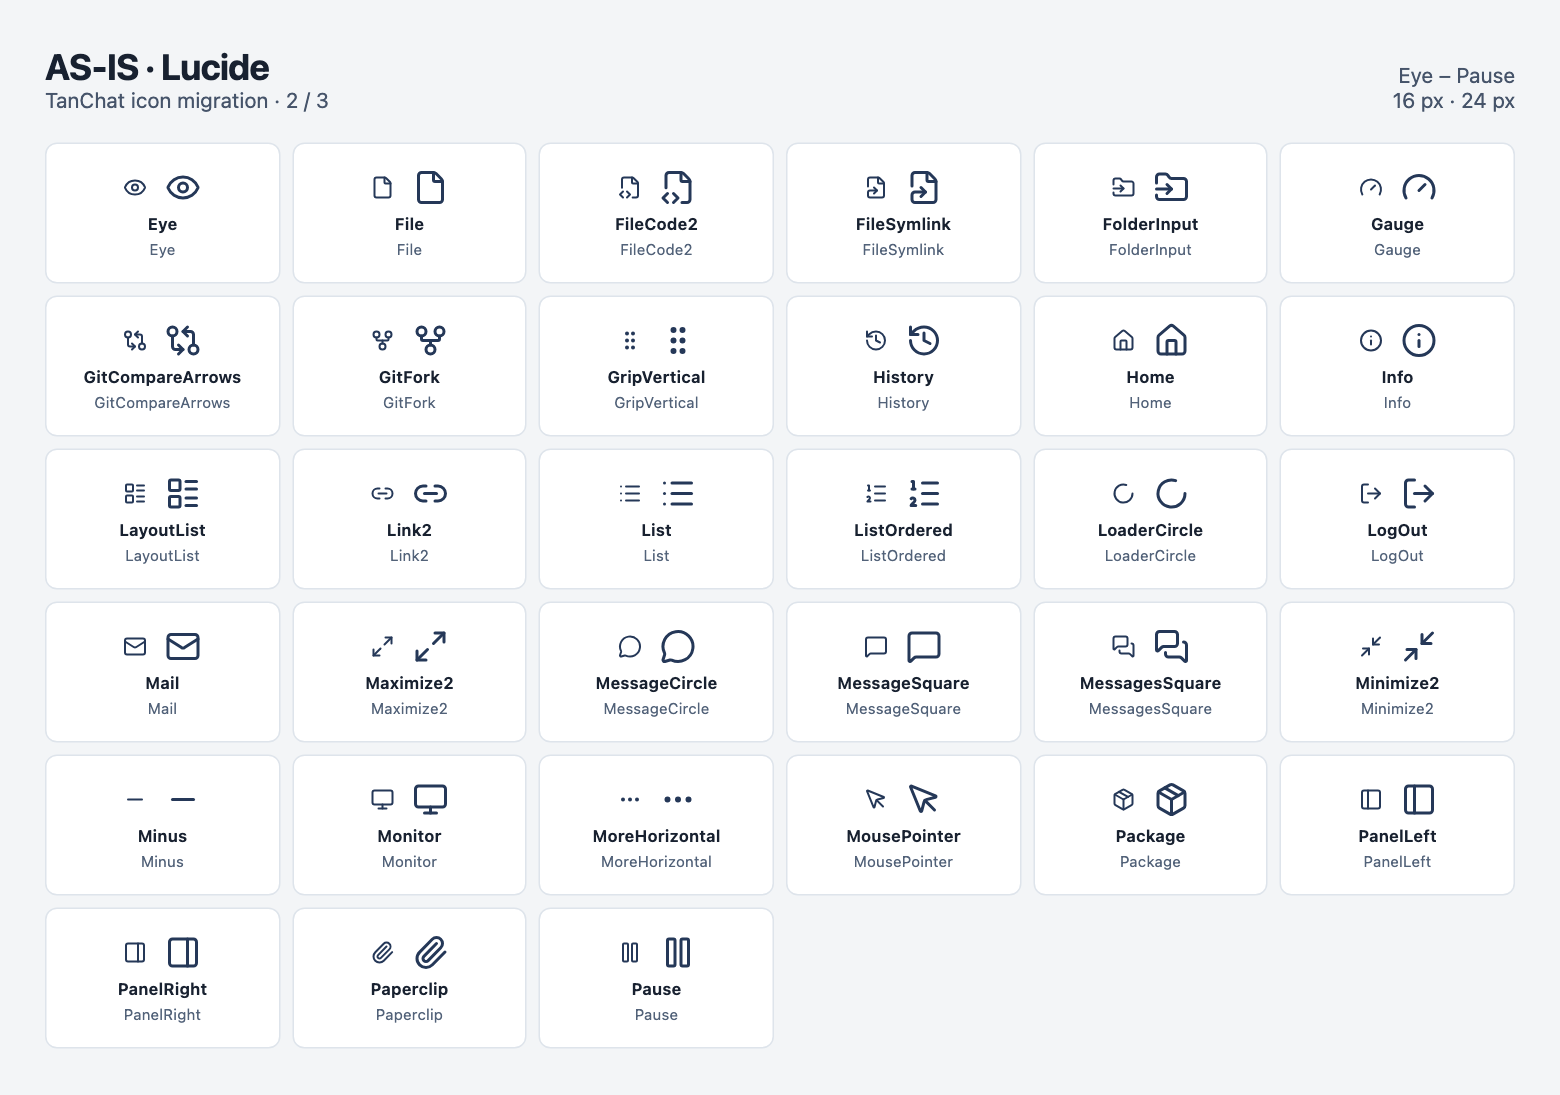 AS-IS · Lucide
TanChat icon migration · 2 / 3
Eye – Pause
16 px · 24 px
Eye
Eye
File
File
FileCode2
FileCode2
FileSymlink
FileSymlink
FolderInput
FolderInput
Gauge
Gauge
GitCompareArrows
GitCompareArrows
GitFork
GitFork
GripVertical
GripVertical
History
History
Home
Home
Info
Info
LayoutList
LayoutList
Link2
Link2
List
List
ListOrdered
ListOrdered
LoaderCircle
LoaderCircle
LogOut
LogOut
Mail
Mail
Maximize2
Maximize2
MessageCircle
MessageCircle
MessageSquare
MessageSquare
MessagesSquare
MessagesSquare
Minimize2
Minimize2
Minus
Minus
Monitor
Monitor
MoreHorizontal
MoreHorizontal
MousePointer
MousePointer
Package
Package
PanelLeft
PanelLeft
PanelRight
PanelRight
Paperclip
Paperclip
Pause
Pause